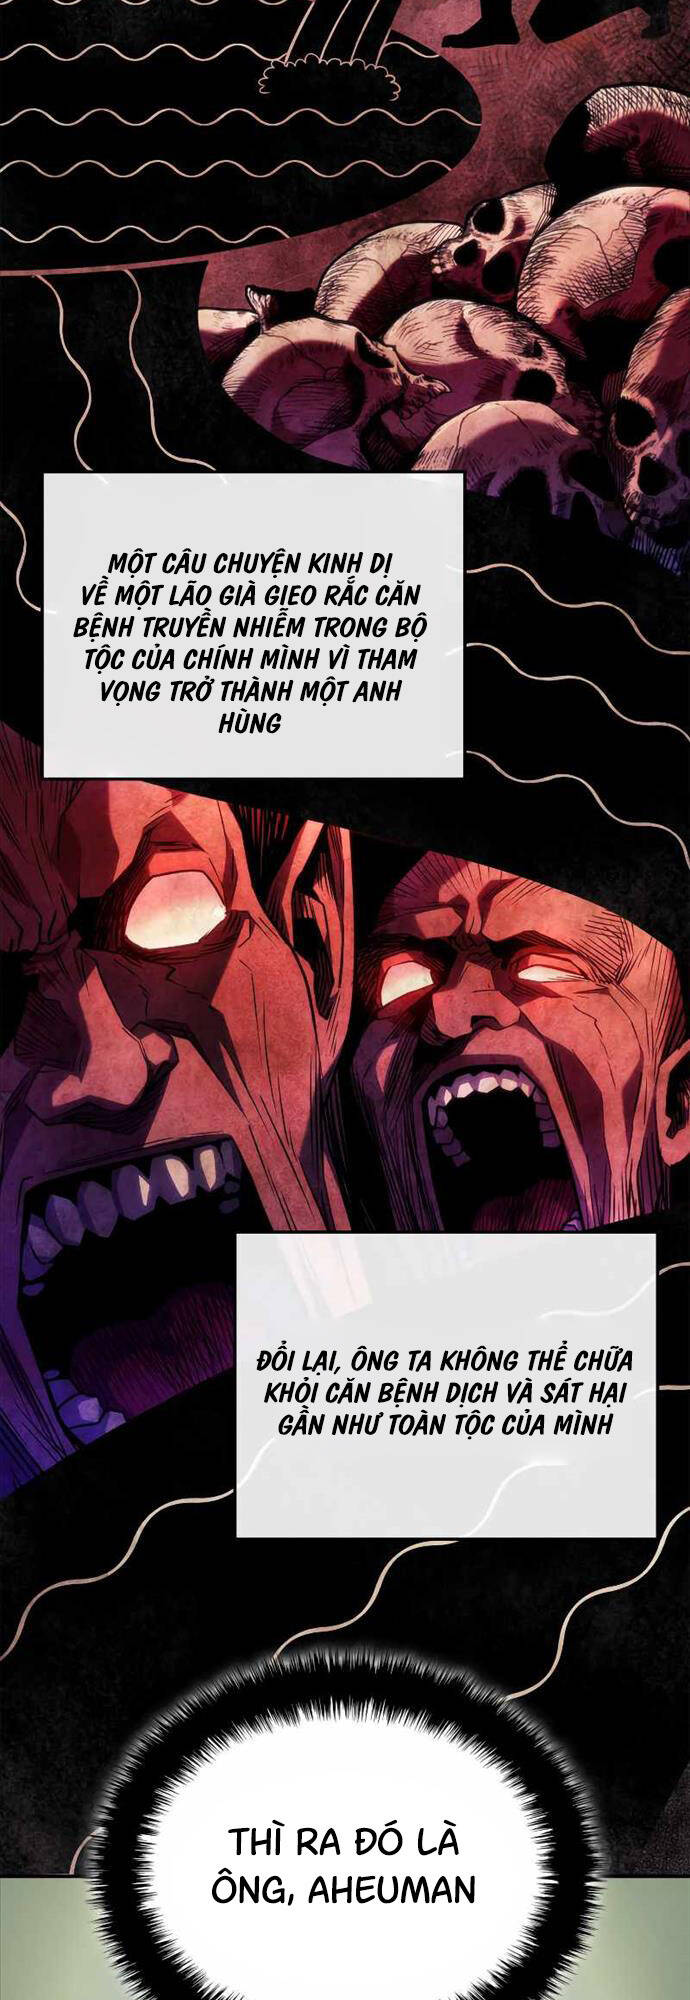 MỘT CÂU CHUYỆN KINH DỊ
VỀ MỘT LÃO GIÀ GIEO RẮC CĂN
BỆNH TRUYỀN NHIỄM TRONG BỘ
TỘC CỦA CHÍNH MÌNH VÌ THAM
VỌNG TRỞ THÀNH MỘT ANH
HÙNG
ĐỔI LẠI, ÔNG TA KHÔNG THỂ CHỮA
KHỎI CĂN BỆNH DỊCH VÀ SÁT HẠI
GẦN NHƯ TOÀN TỘC CỦA MÌNH
THÌ RA ĐÓ LÀ
ÔNG, AHEUMAN